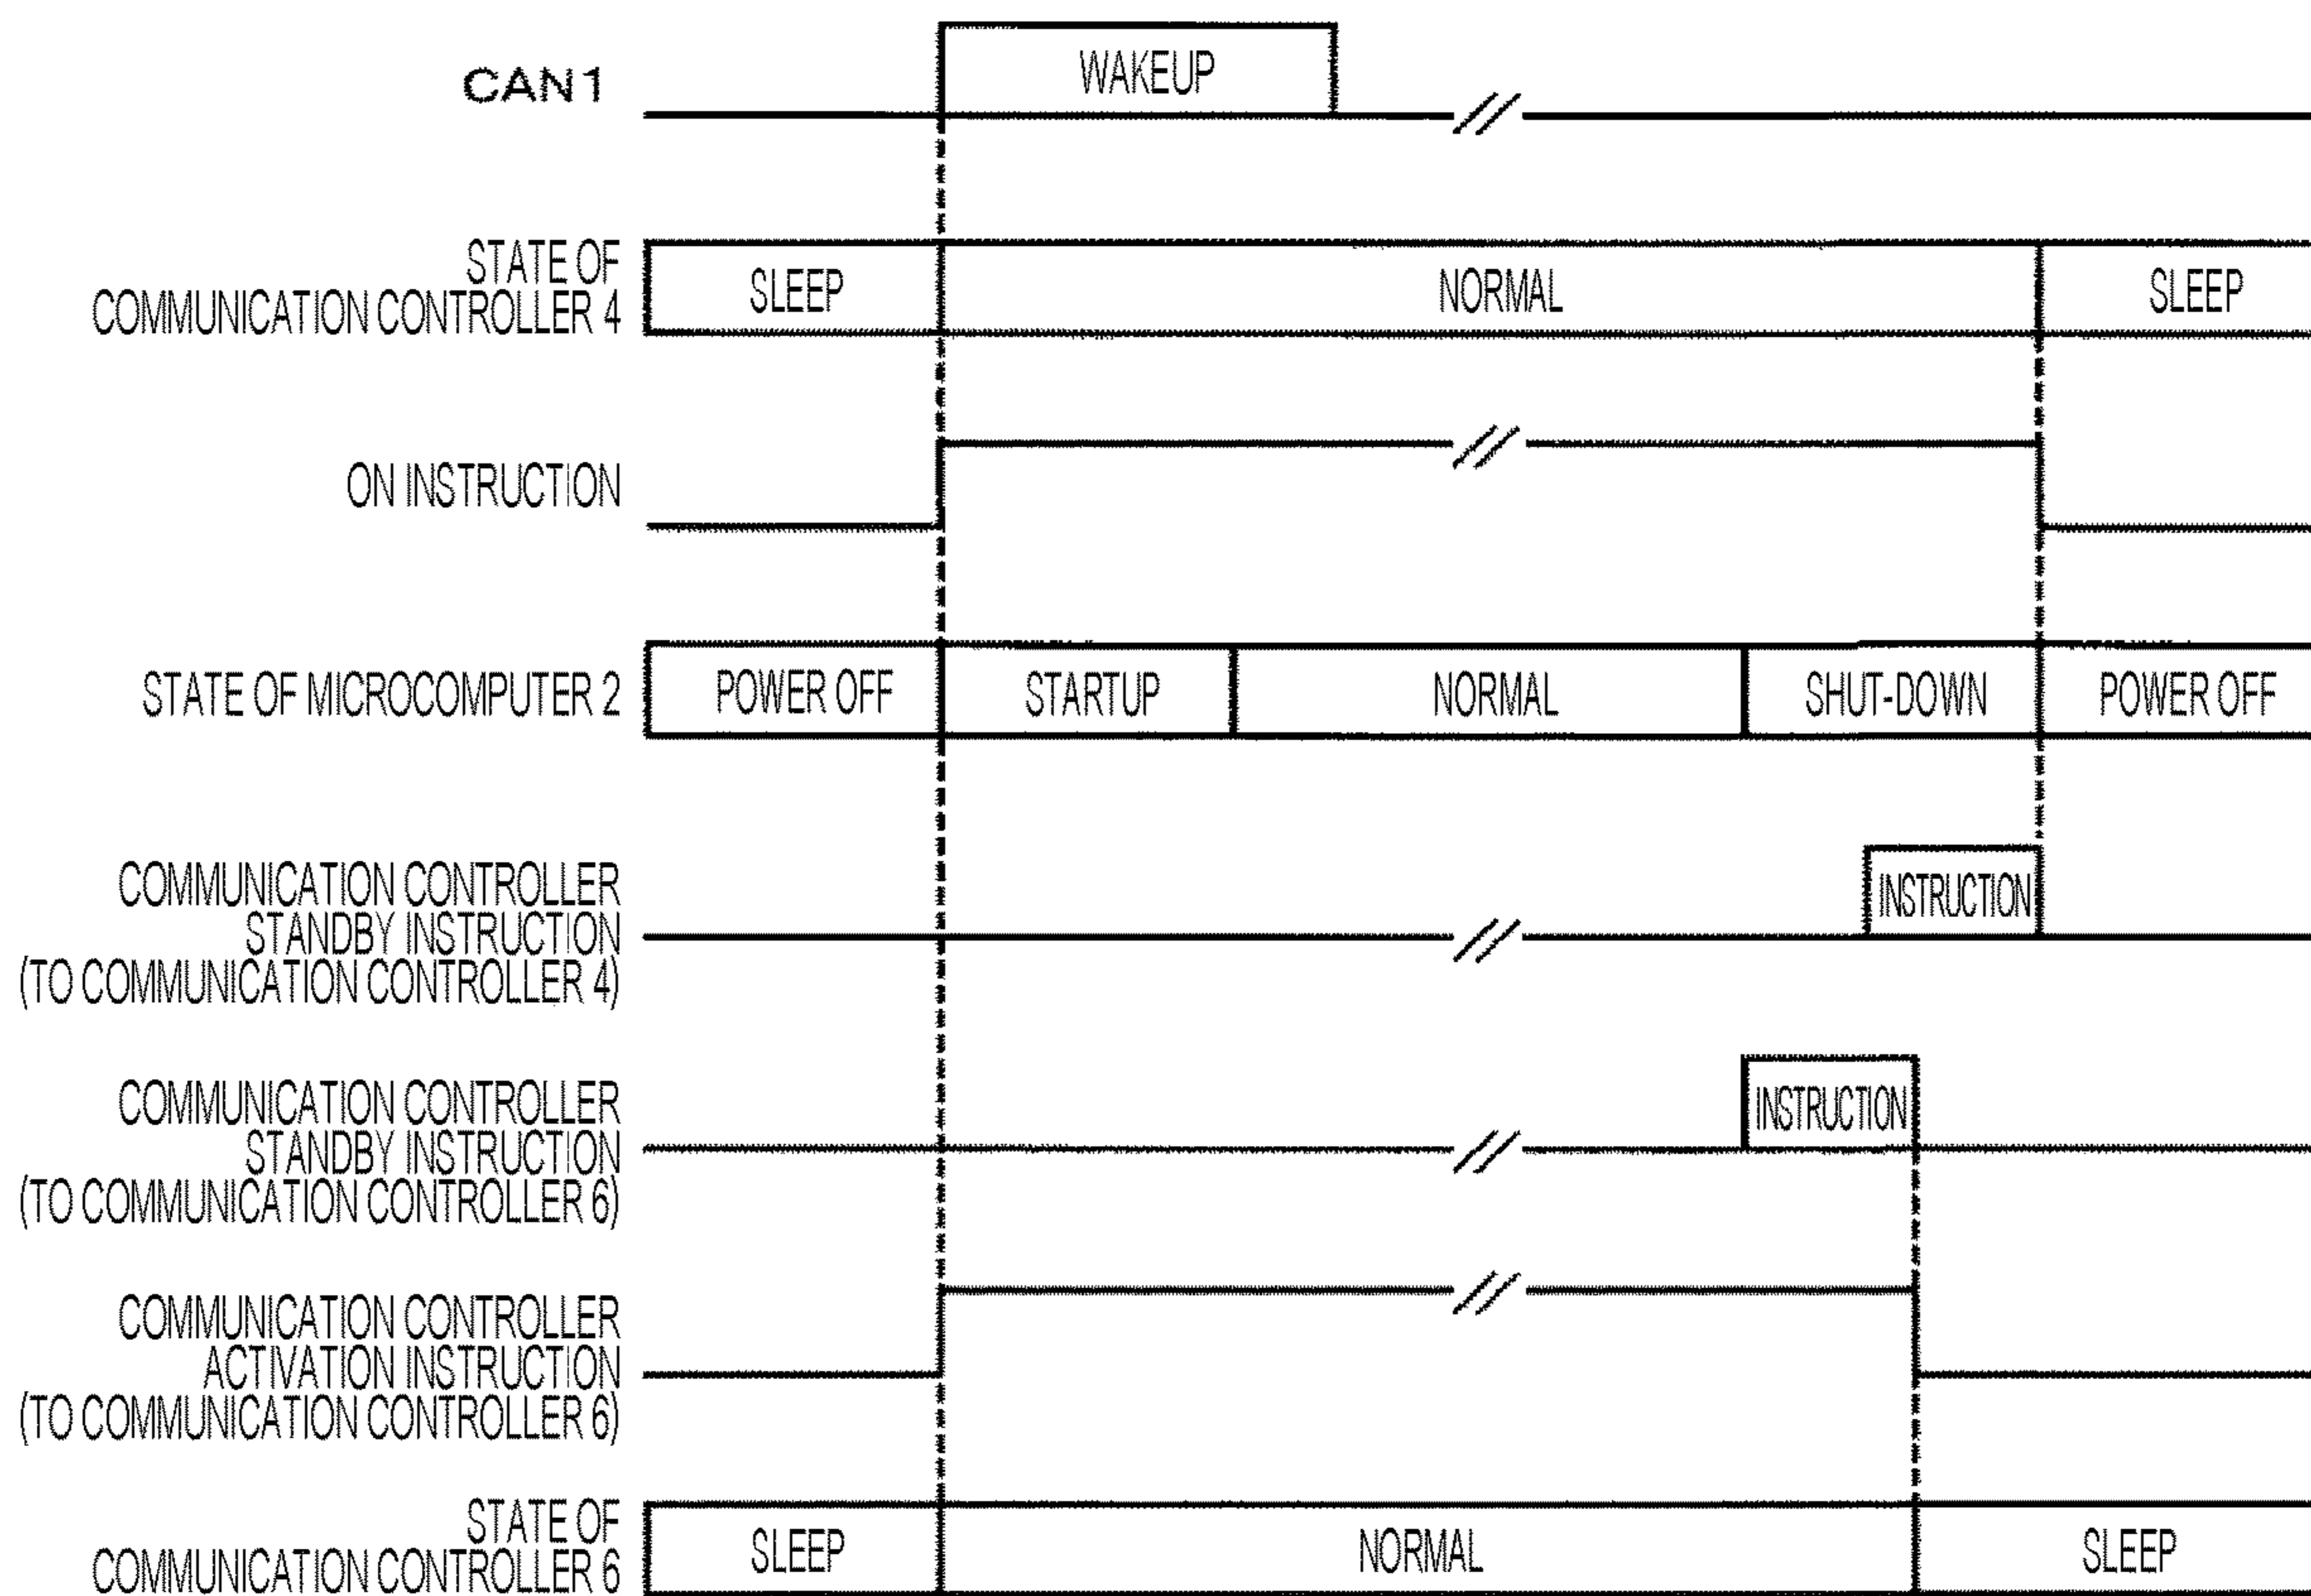 CAN1
WAKEUP
STATE OF
COMMUNICATION CONTROLLER 4
SLEEP
NORMAL
SLEEP
ON INSTRUCTION
STATE OF MICROCOMPUTER 2
POWER OFF
STARTUP
NORMAL
SHUT-DOWN
POWER OFF
COMMUNICATION CONTROLLER
STANDBY INSTRUCTION
(TO COMMUNICATION CONTROLLER 4)
INSTRUCTION
COMMUNICATION CONTROLLER
STANDBY INSTRUCTION
(TO COMMUNICATION CONTROLLER 6)
INSTRUCTION
COMMUNICATION CONTROLLER
ACTIVATION INSTRUCTION
(TO COMMUNICATION CONTROLLER 6)
STATE OF
COMMUNICATION CONTROLLER 6
SLEEP
NORMAL
SLEEP